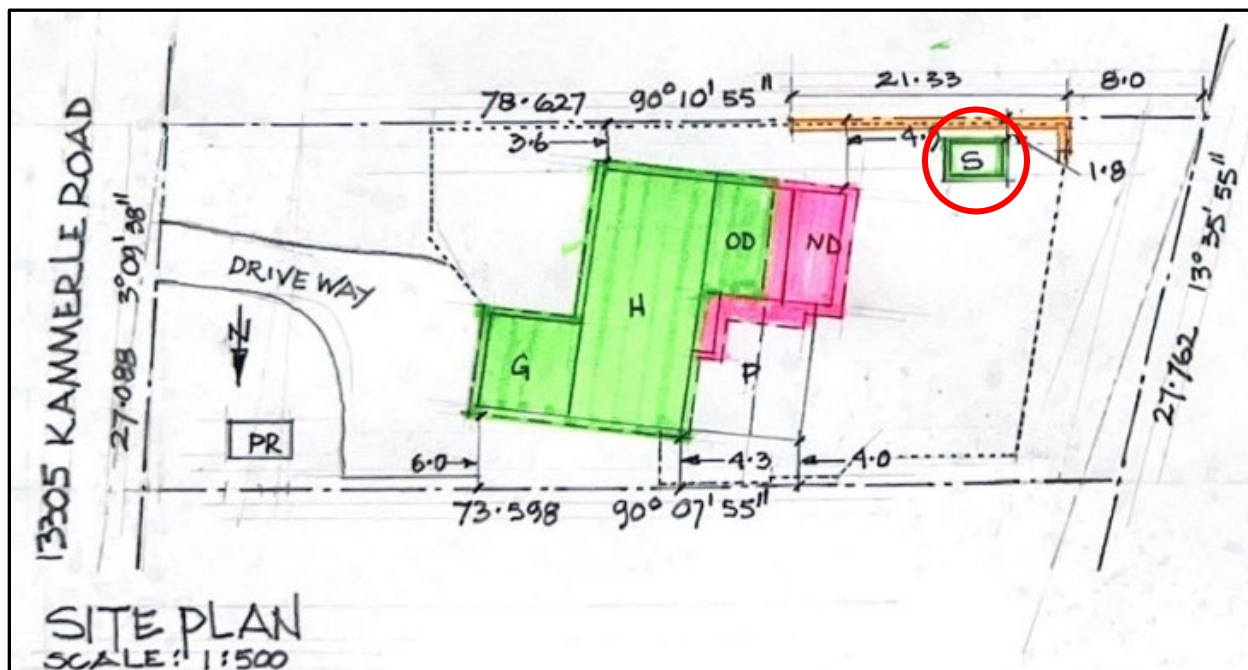 21.33
8.0
78.627 90°10'55"
3.6
S
1.8
13°35'55"
27.762
OD
ND
DRIVE WAY
H
3°09'38"
27.088
13305 KAMMERLE ROAD
N
G
P
PR
6.0
4.3
4.0
73.598 90°07'55"
SITE PLAN
SCALE: 1:500